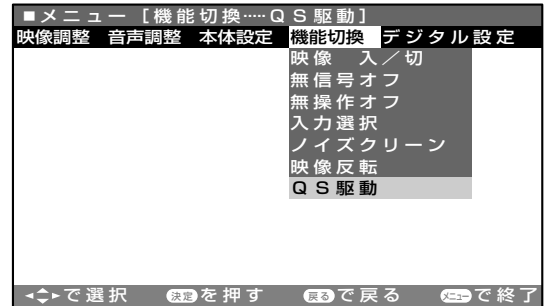 ■メニュー [機能切換……QS駆動]
映像調整 音声調整 本体設定 機能切換 デジタル設定
映像 入／切
無信号オフ
無操作オフ
入力選択
ノイズクリーン
映像反転
QS駆動
で選択 決定を押す 戻るで戻る メニューで終了